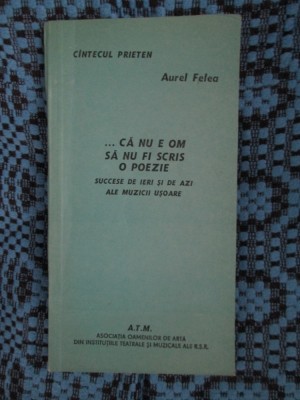 CÎNTECUL PRIETEN
Aurel Felea
... CĂ NU E OM
SĂ NU FI SCRIS
O POEZIE
SUCCESE DE IERI ȘI DE AZI
ALE MUZICII UȘOARE
A.T.M.
ASOCIAȚIA OAMENILOR DE ARTĂ
DIN INSTITUȚIILE TEATRALE ȘI MUZICALE ALE R.S.R.